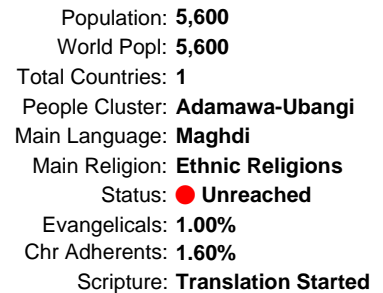 Population: 5,600
World Popl: 5,600
Total Countries: 1
People Cluster: Adamawa-Ubangi
Main Language: Maghdi
Main Religion: Ethnic Religions
Status: Unreached
Evangelicals: 1.00%
Chr Adherents: 1.60%
Scripture: Translation Started